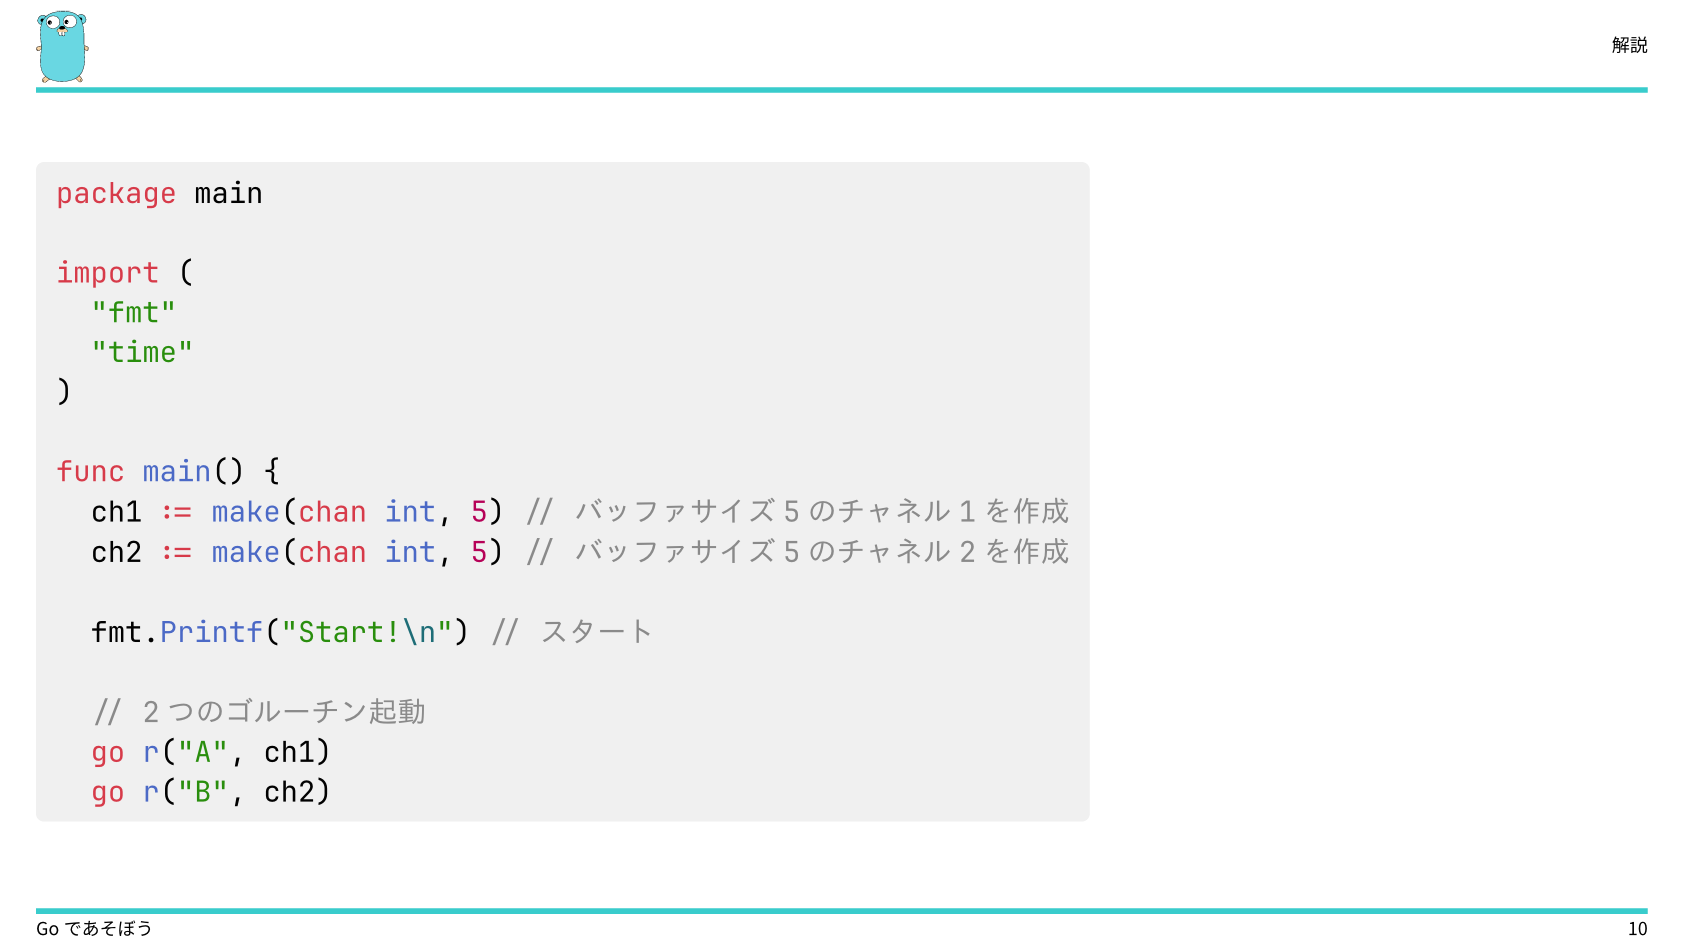 解説
package main
import (
  "fmt"
  "time"
)
func main() {
  ch1 := make(chan int, 5) // バッファサイズ 5 のチャネル 1 を作成
  ch2 := make(chan int, 5) // バッファサイズ 5 のチャネル 2 を作成
  fmt.Printf("Start!\n") // スタート
  // 2 つのゴルーチン起動
  go r("A", ch1)
  go r("B", ch2)
Go であそぼう
10